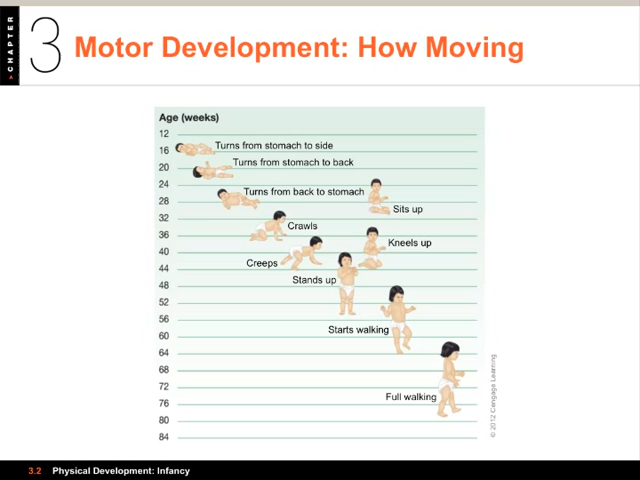 CHAPTER
3
Motor Development: How Moving
Age (weeks)
12
16
20
24
28
32
36
40
44
48
52
56
60
64
68
72
76
80
84
Turns from stomach to side
Turns from stomach to back
Turns from back to stomach
Sits up
Crawls
Kneels up
Creeps
Stands up
Starts walking
Full walking
© 2012 Cengage Learning
3.2 Physical Development: Infancy